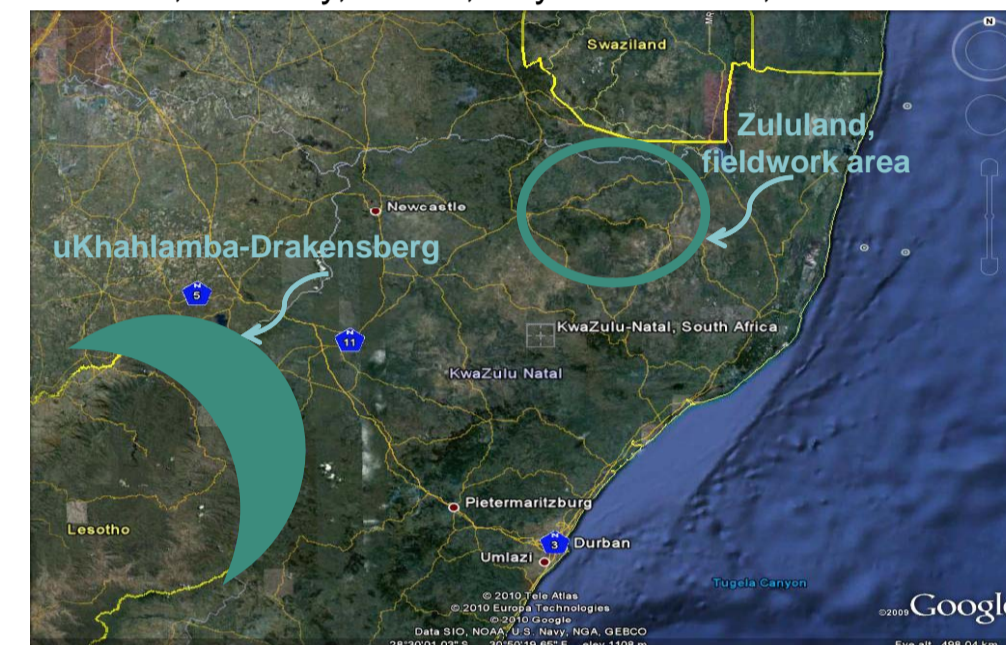 Swaziland
Zululand,
fieldwork area
Newcastle
uKhahlamba-Drakensberg
N
5
N
11
KwaZulu-Natal, South Africa
KwaZulu Natal
Pietermaritzburg
Lesotho
N
3
Durban
Umlazi
Tugela Canyon
© 2010 Tele Atlas
© 2010 Europa Technologies
© 2010 Google
Data SIO, NOAA, U.S. Navy, NGA, GEBCO
©2009 Google
N